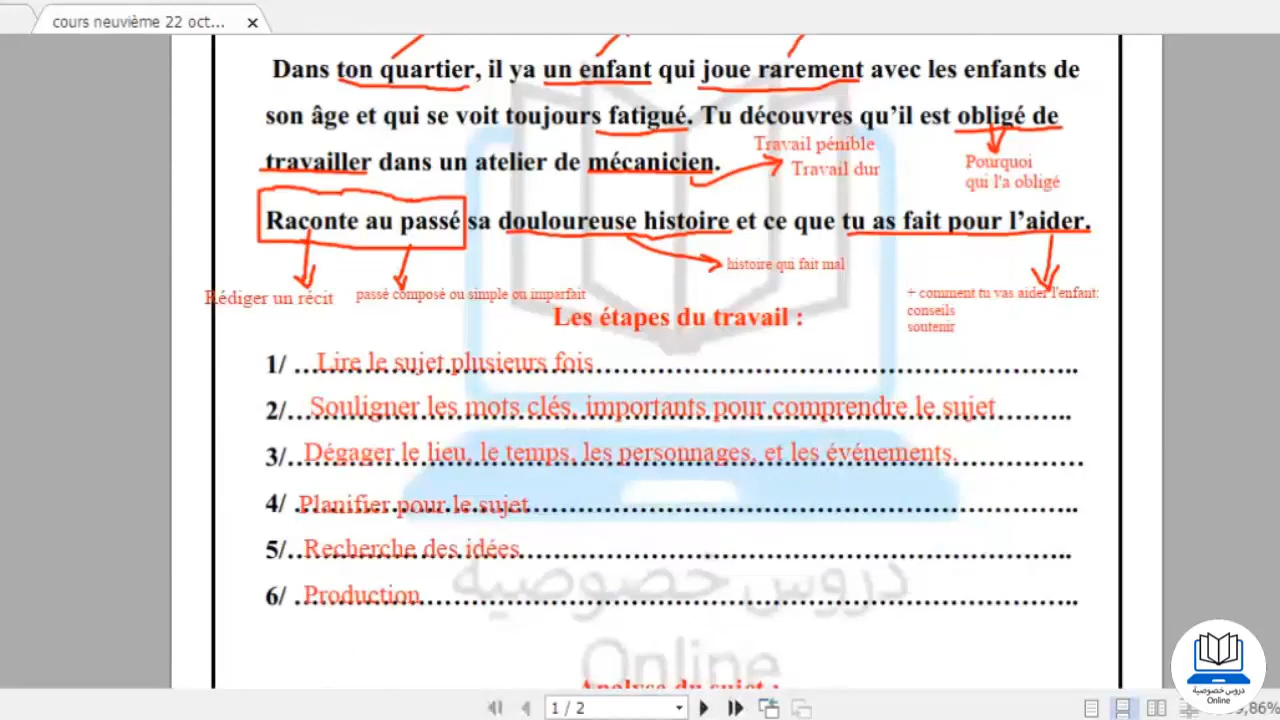 cours neuvième 22 oct...
Dans ton quartier, il ya un enfant qui joue rarement avec les enfants de
son âge et qui se voit toujours fatigué. Tu découvres qu'il est obligé de
travailler dans un atelier de mécanicien.
Travail pénible
Travail dur
Pourquoi
qui l'a obligé
Raconte au passé sa douloureuse histoire et ce que tu as fait pour l'aider.
histoire qui fait mal
Rédiger un récit
passé composé ou simple ou imparfait
+ comment tu vas aider l'enfant:
conseils
soutenir
Les étapes du travail :
1/ ...Lire le sujet plusieurs fois
2/...Souligner les mots clés, importants pour comprendre le sujet
3/...Dégager le lieu, le temps, les personnages, et les événements.
4/ Planifier pour le sujet
5/...Recherche des idées
6/ ...Production
دروس خصوصية
Online
Analyse du sujet :
دروس خصوصية
Online
1 / 2
9,86%